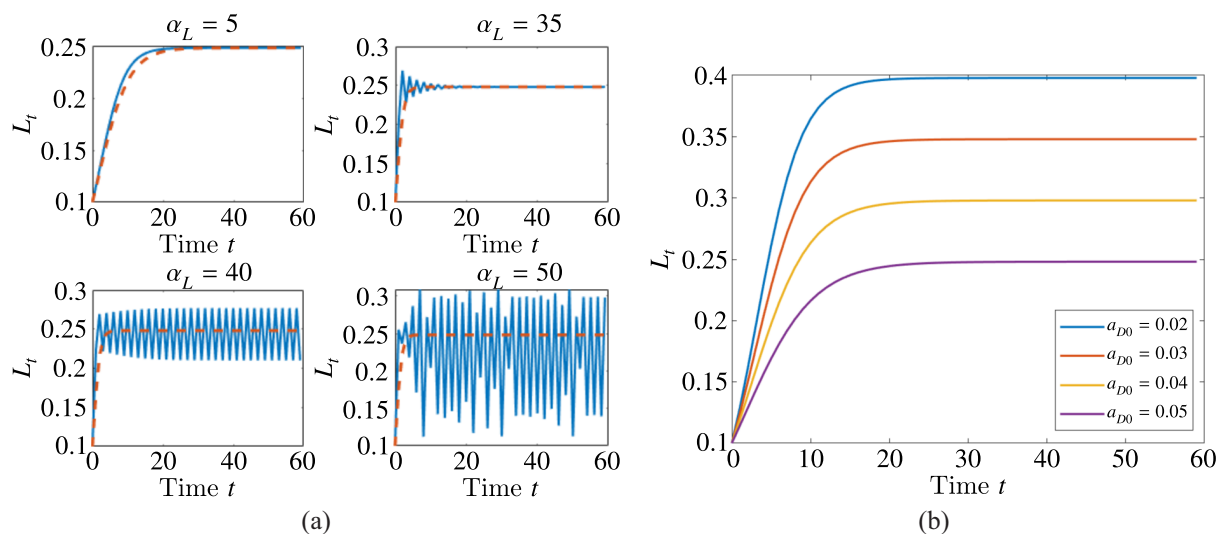 α_L = 5
0.25
0.2
0.15
0.1
L_t
0 20 40 60
Time t
α_L = 35
0.3
0.25
0.2
0.15
0.1
L_t
0 20 40 60
Time t
α_L = 40
0.3
0.25
0.2
0.15
0.1
L_t
0 20 40 60
Time t
α_L = 50
0.3
0.25
0.2
0.15
0.1
L_t
0 20 40 60
Time t
(a)
0.4
0.35
0.3
0.25
0.2
0.15
0.1
L_t
0 10 20 30 40 50 60
Time t
a_D0 = 0.02
a_D0 = 0.03
a_D0 = 0.04
a_D0 = 0.05
(b)